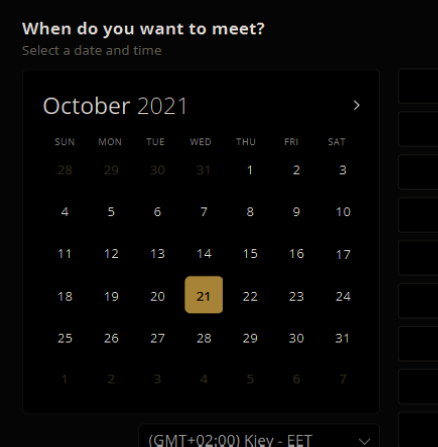 When do you want to meet?
Select a date and time
October 2021
SUN MON TUE WED THU FRI SAT
28 29 30 31 1 2 3
4 5 6 7 8 9 10
11 12 13 14 15 16 17
18 19 20 21 22 23 24
25 26 27 28 29 30 31
1 2 3 4 5 6 7
(GMT+02:00) Kiev - EET